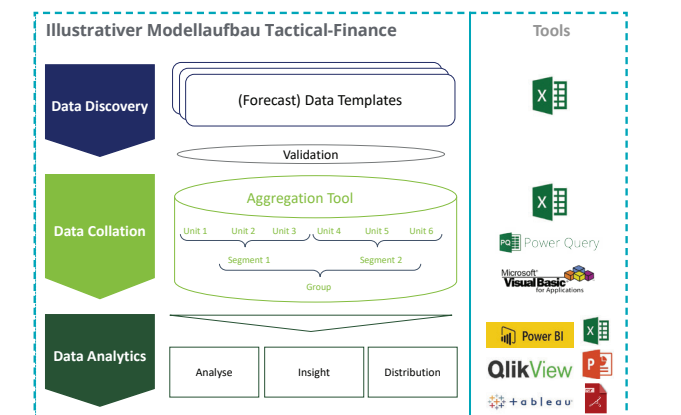 Illustrativer Modellaufbau Tactical-Finance
Tools
Data Discovery
(Forecast) Data Templates
X
Validation
Data Collation
Aggregation Tool
Unit 1 Unit 2 Unit 3 Unit 4 Unit 5 Unit 6
Segment 1 Segment 2
Group
X
PQ Power Query
Microsoft
Visual Basic
for Applications
Data Analytics
Analyse
Insight
Distribution
Power BI
X
QlikView
P
+ableau